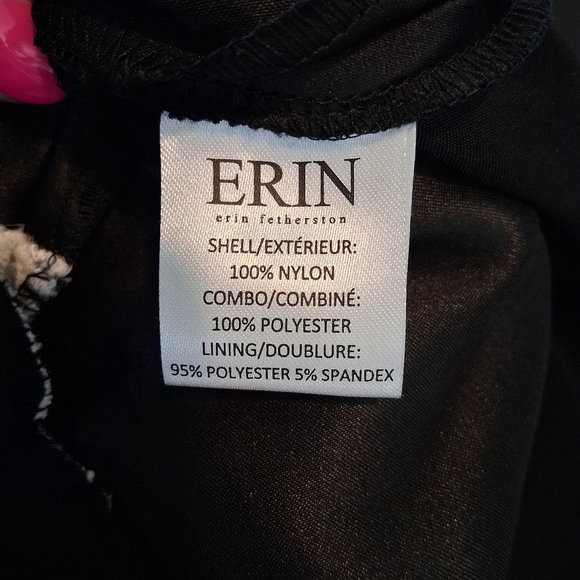 ERIN
erin fetherston
SHELL/EXTÉRIEUR:
100% NYLON
COMBO/COMBINÉ:
100% POLYESTER
LINING/DOUBLURE:
95% POLYESTER 5% SPANDEX